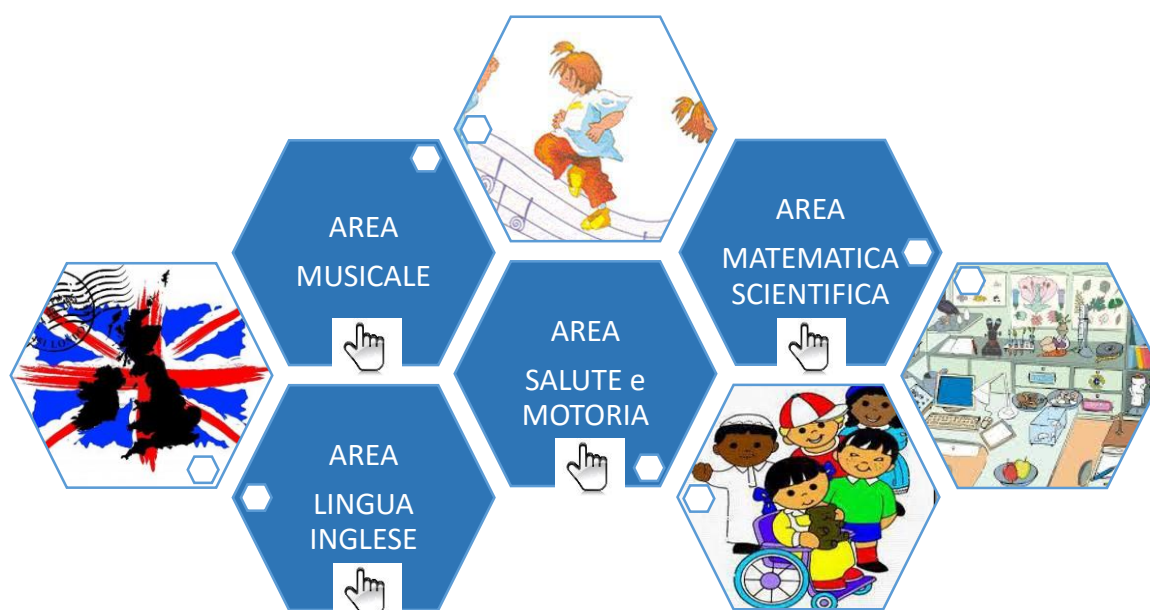 AREA
MUSICALE
AREA
MATEMATICA
SCIENTIFICA
AREA
SALUTE e
MOTORIA
AREA
LINGUA
INGLESE